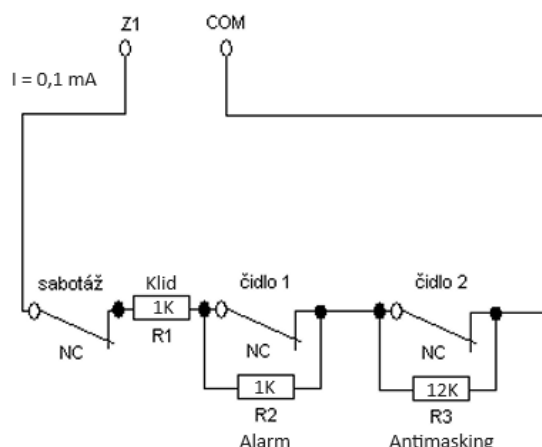 Z1 COM
I = 0,1 mA
sabotáž Klid čidlo 1 čidlo 2
1K
NC R1 NC NC
1K 12K
R2 R3
Alarm Antimasking